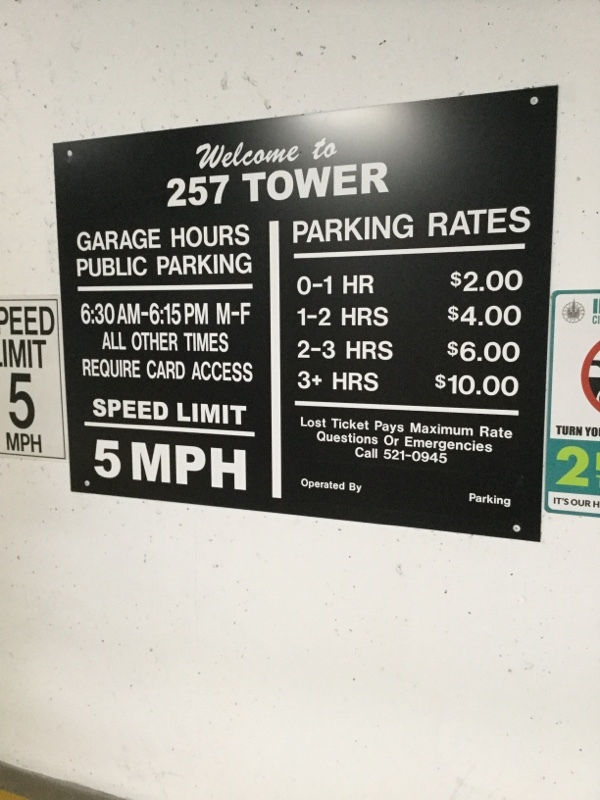 Welcome to
257 TOWER
GARAGE HOURS
PUBLIC PARKING
6:30 AM-6:15 PM M-F
ALL OTHER TIMES
REQUIRE CARD ACCESS
SPEED LIMIT
5 MPH
PARKING RATES
0-1 HR $2.00
1-2 HRS $4.00
2-3 HRS $6.00
3+ HRS $10.00
Lost Ticket Pays Maximum Rate
Questions Or Emergencies
Call 521-0945
Operated By
Parking
PEED
IMIT
5
MPH
TURN YO
2
IT'S OUR H